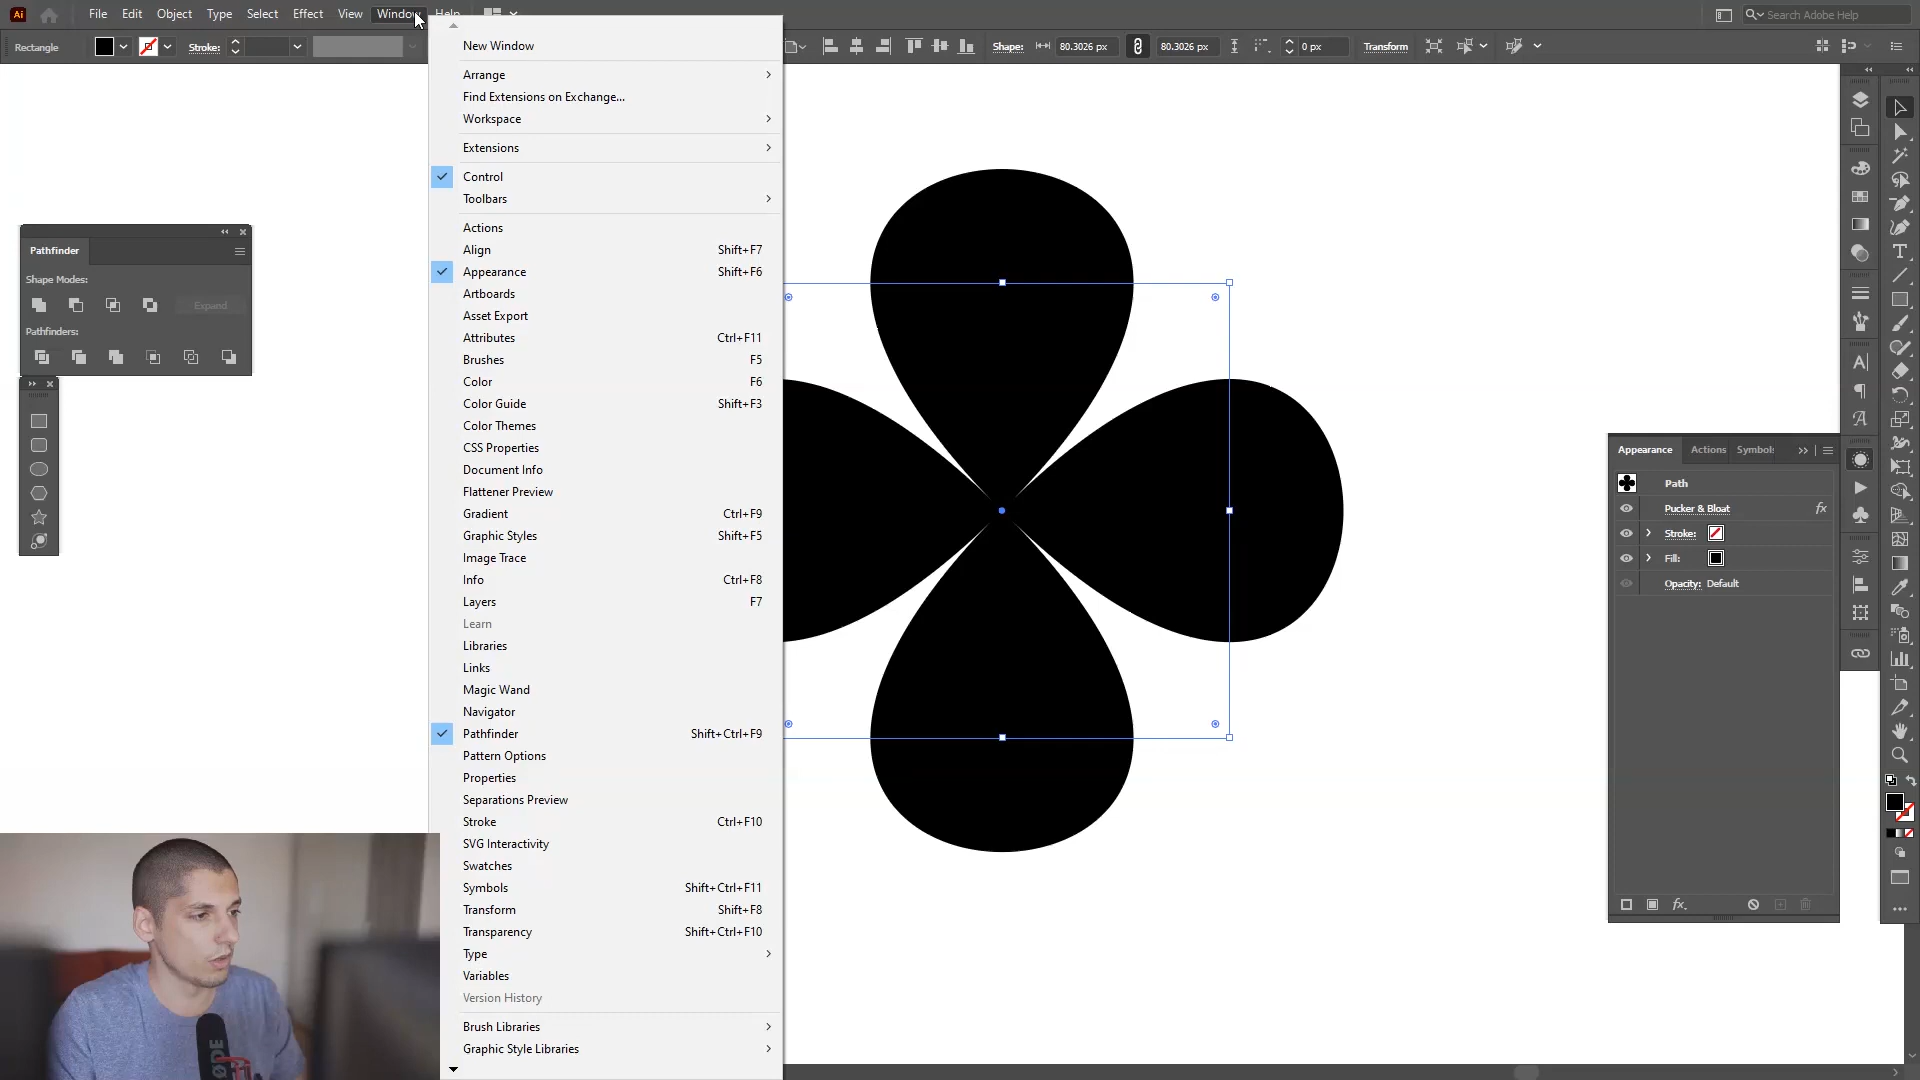 Ai File Edit Object Type Select Effect View Window Help Search Adobe Help
Rectangle Stroke: Shape: 80.3026 px 80.3026 px 0 px Transform
New Window
Arrange
Find Extensions on Exchange...
Workspace
Extensions
Control
Toolbars
Actions
Align Shift+F7
Appearance Shift+F6
Artboards
Asset Export
Attributes Ctrl+F11
Brushes F5
Color F6
Color Guide Shift+F3
Color Themes
CSS Properties
Document Info
Flattener Preview
Gradient Ctrl+F9
Graphic Styles Shift+F5
Image Trace
Info Ctrl+F8
Layers F7
Learn
Libraries
Links
Magic Wand
Navigator
Pathfinder Shift+Ctrl+F9
Pattern Options
Properties
Separations Preview
Stroke Ctrl+F10
SVG Interactivity
Swatches
Symbols Shift+Ctrl+F11
Transform Shift+F8
Transparency Shift+Ctrl+F10
Type
Variables
Version History
Brush Libraries
Graphic Style Libraries
Pathfinder
Shape Modes:
Expand
Pathfinders:
Appearance Actions Symbols
Path
Pucker & Bloat fx
Stroke:
Fill:
Opacity: Default
fx.